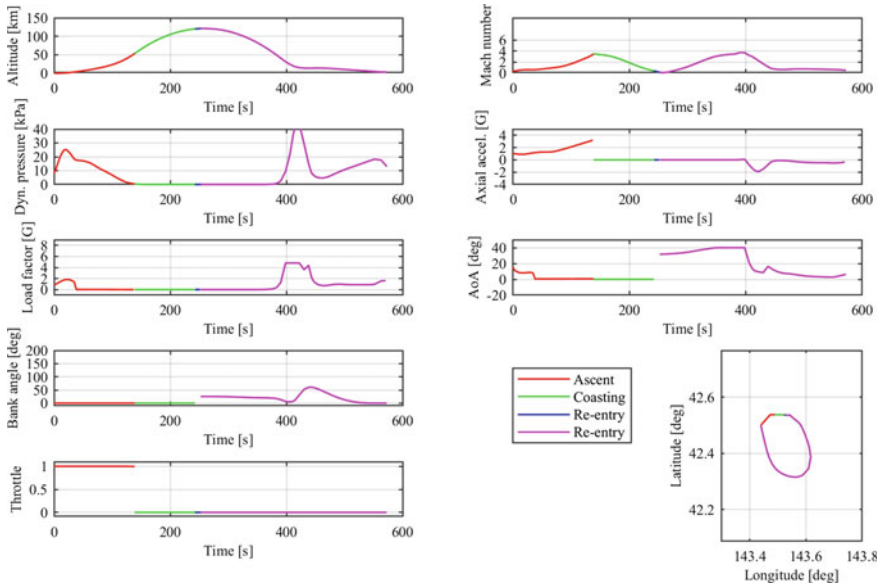 Altitude [km]
150
100
50
0
0 200 400 600
Time [s]
Mach number
6
4
2
0
0 200 400 600
Time [s]
Dyn. pressure [kPa]
40
30
20
10
0
0 200 400 600
Time [s]
Axial accel. [G]
4
2
0
-2
-4
0 200 400 600
Time [s]
Load factor [G]
8
6
4
2
0
0 200 400 600
Time [s]
AoA [deg]
40
20
0
-20
0 200 400 600
Time [s]
Bank angle [deg]
200
150
100
50
0
0 200 400 600
Time [s]
Ascent
Coasting
Re-entry
Re-entry
Latitude [deg]
42.6
42.4
42.2
143.4 143.6 143.8
Longitude [deg]
Throttle
1
0.5
0
0 200 400 600
Time [s]